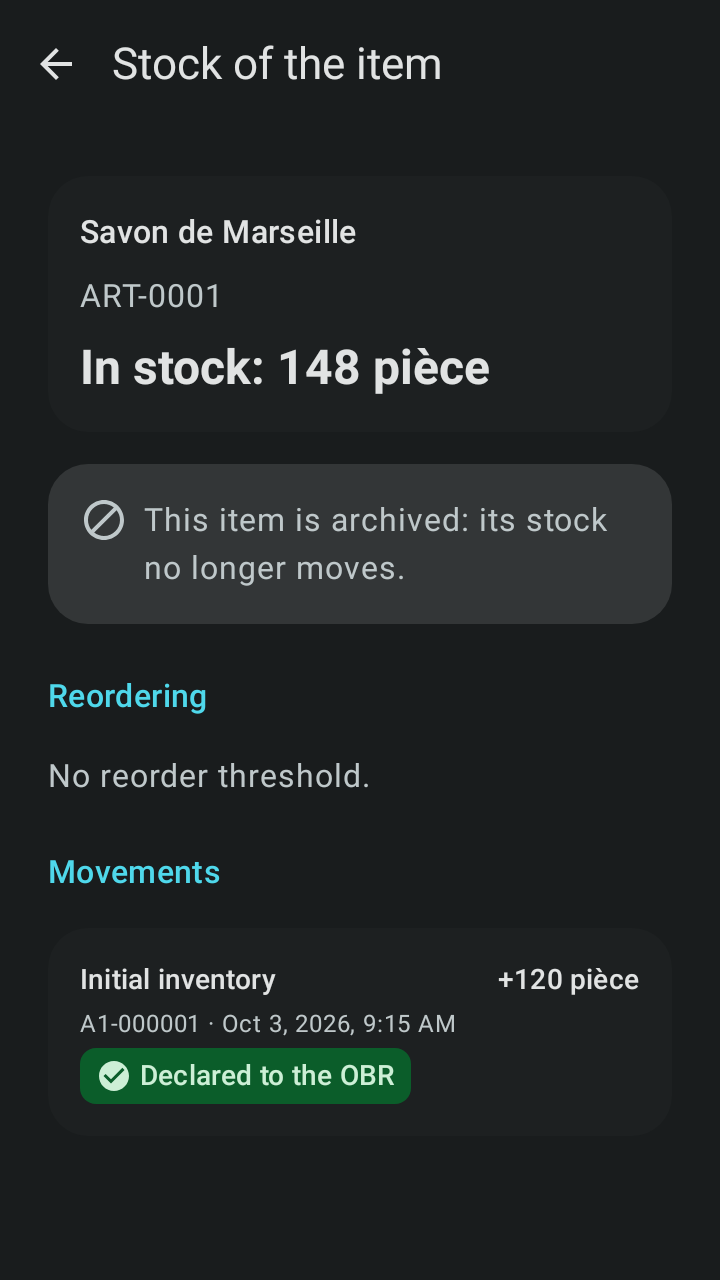 Stock of the item
Savon de Marseille
ART-0001
In stock: 148 pièce
This item is archived: its stock
no longer moves.
Reordering
No reorder threshold.
Movements
Initial inventory +120 pièce
A1-000001 · Oct 3, 2026, 9:15 AM
Declared to the OBR